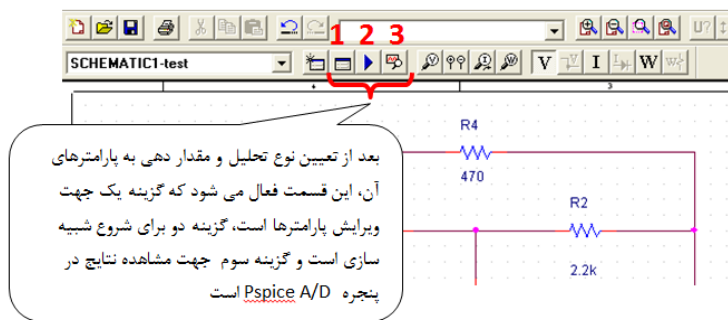 U?
1 2 3
SCHEMATIC1-test
V I W
4 3
بعد از تعیین نوع تحلیل و مقدار دهی به پارامترهای
آن، این قسمت فعال می شود که گزینه یک جهت
ویرایش پارامترها است، گزینه دو برای شروع شبیه
سازی است و گزینه سوم جهت مشاهده نتایج در
پنجره Pspice A/D است
R4
470
R2
2.2k